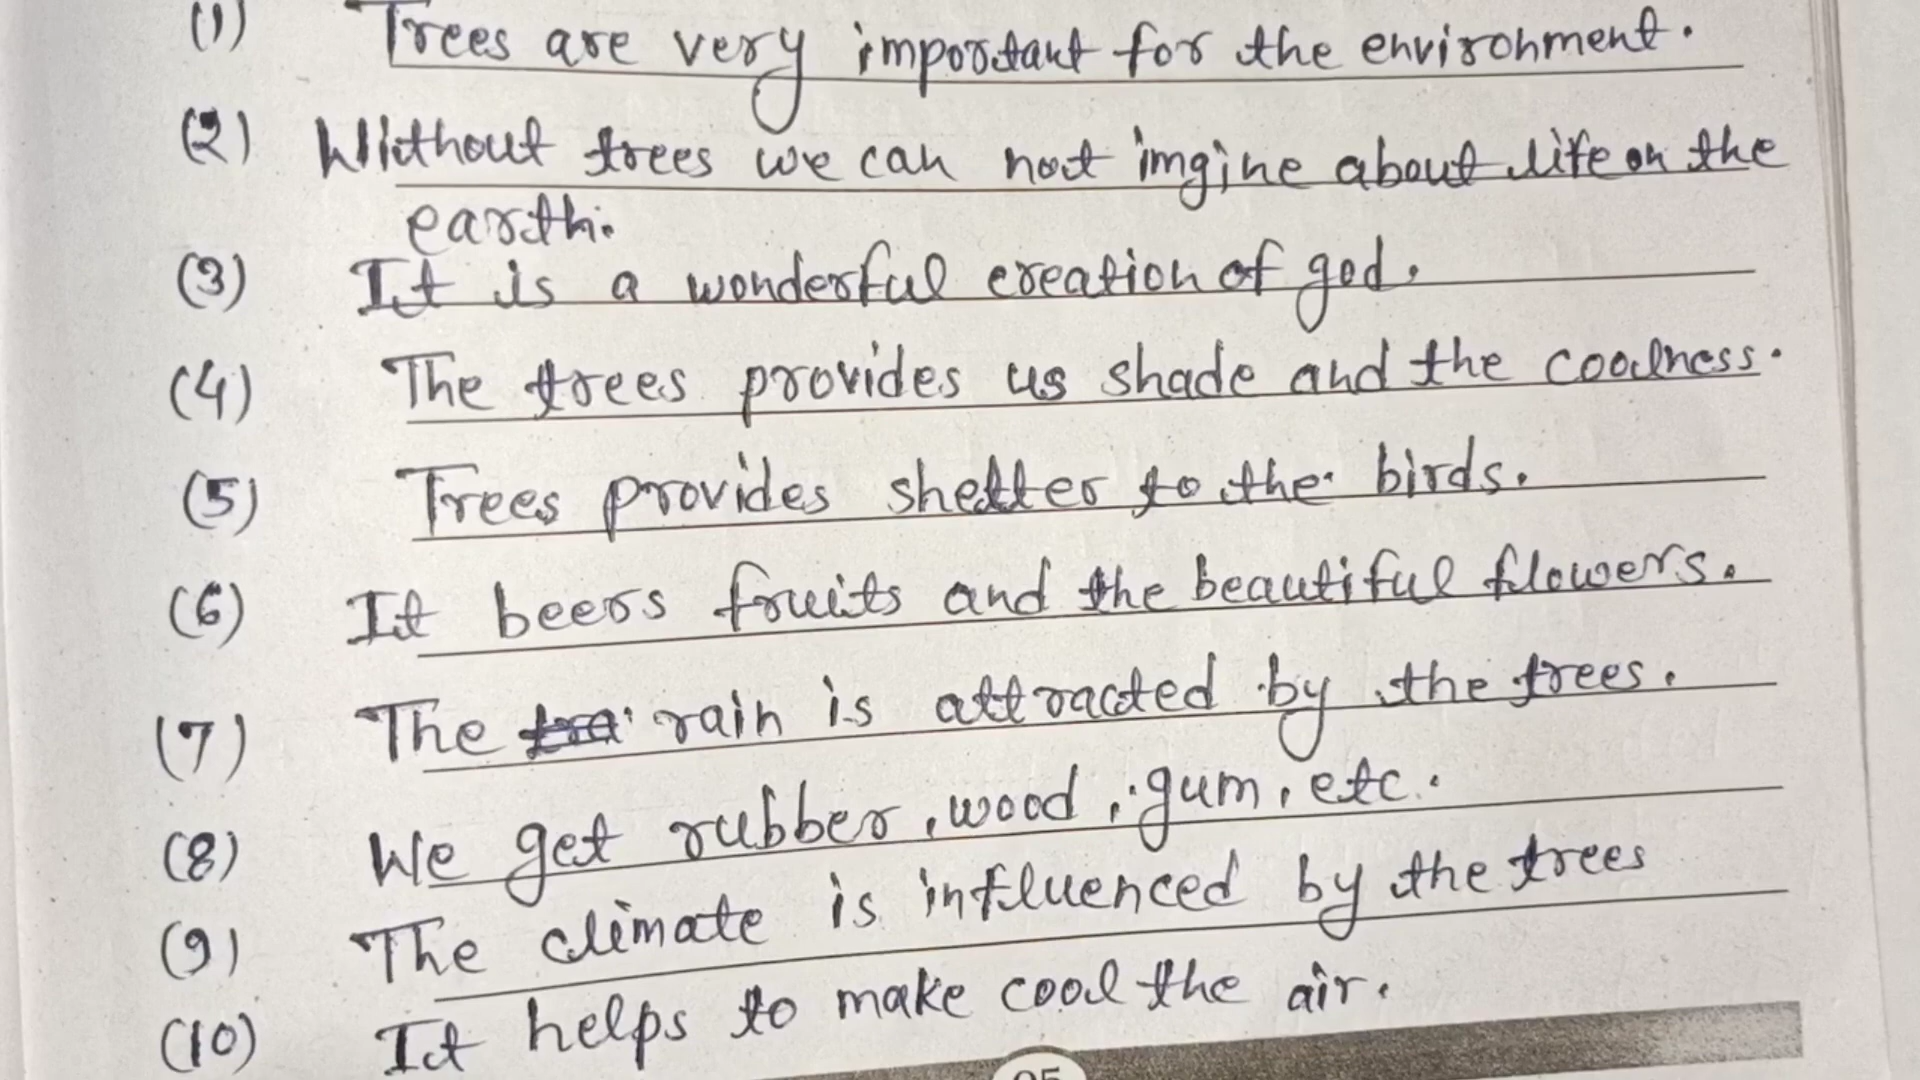 (1) Trees are very important for the environment.
(2) Without trees we can not imgine about life on the
earth.
(3) It is a wonderful creation of god.
(4) The trees provides us shade and the coolness.
(5) Trees provides shelter to the birds.
(6) It beers fruits and the beautiful flowers.
(7) The rain is attracted by the trees.
(8) We get rubber, wood, gum, etc.
(9) The climate is influenced by the trees
(10) It helps to make cool the air.